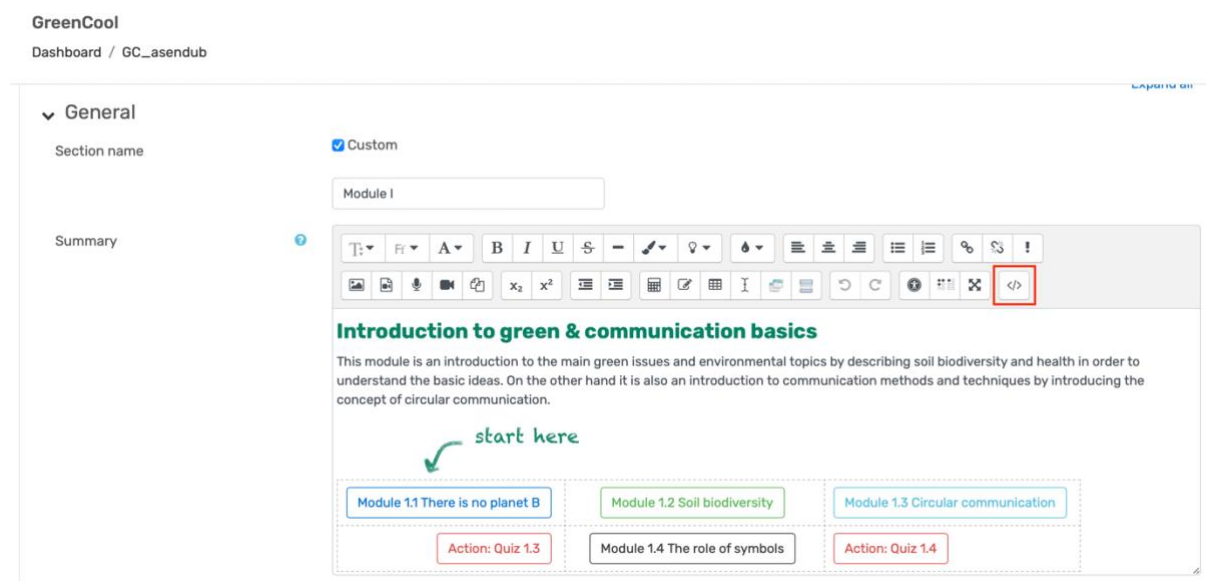 GreenCool
Dashboard / GC_asendub
Expand all
General
Section name
Custom
Module I
Summary
Introduction to green & communication basics
This module is an introduction to the main green issues and environmental topics by describing soil biodiversity and health in order to
understand the basic ideas. On the other hand it is also an introduction to communication methods and techniques by introducing the
concept of circular communication.
start here
Module 1.1 There is no planet B
Module 1.2 Soil biodiversity
Module 1.3 Circular communication
Action: Quiz 1.3
Module 1.4 The role of symbols
Action: Quiz 1.4